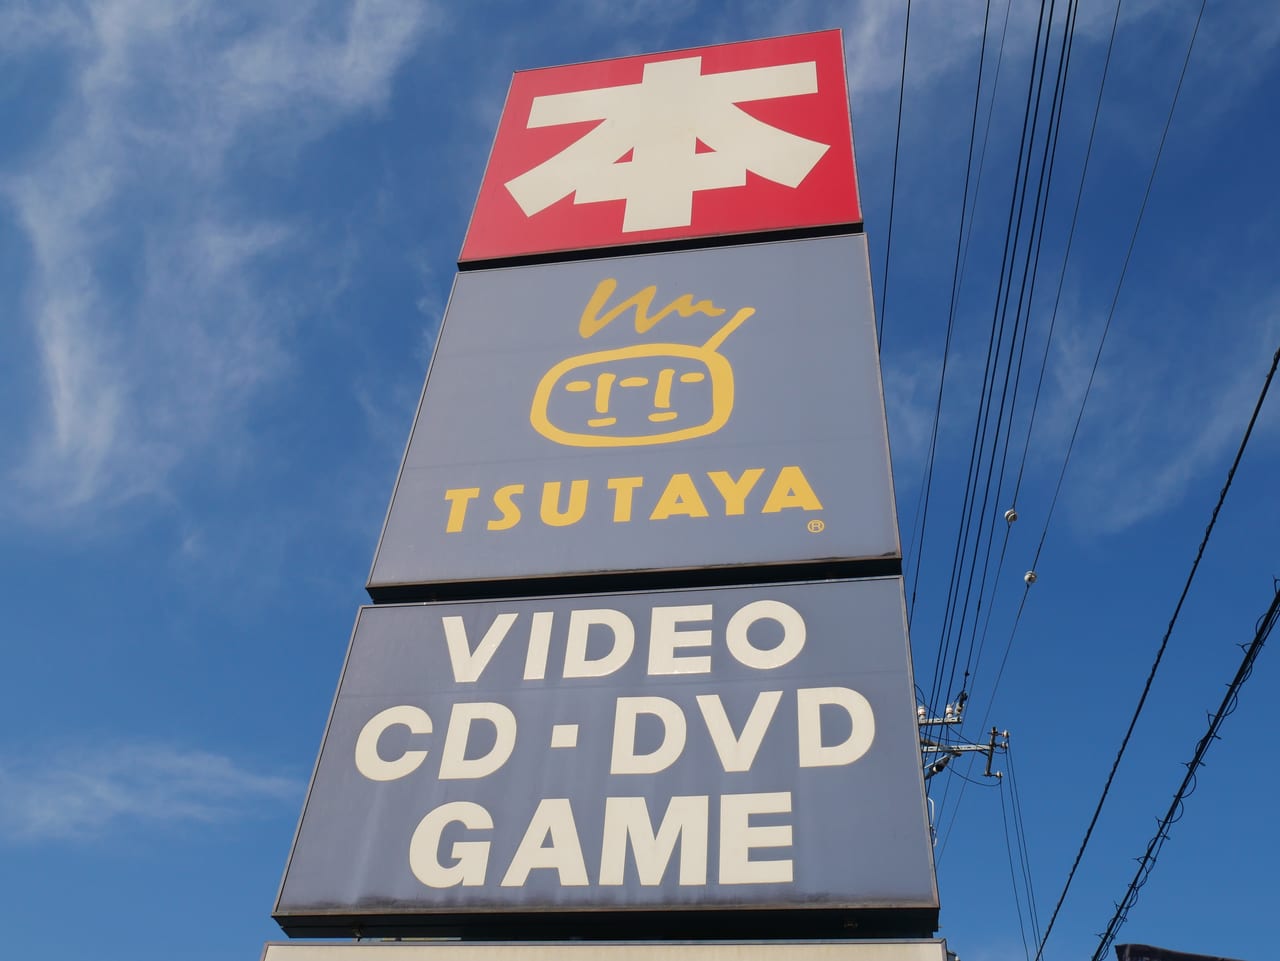 本
TSUTAYA
®
VIDEO
CD・DVD
GAME